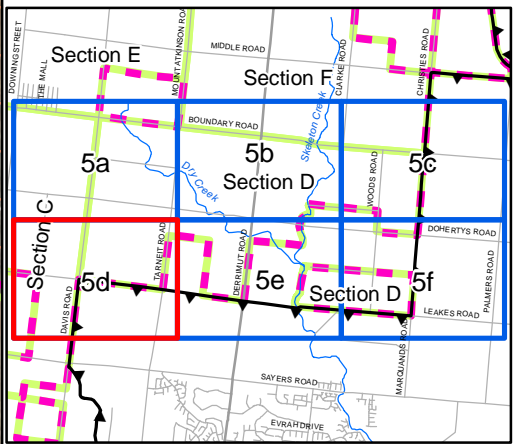 DOWNING STREET
THE MALL
MOUNT ATKINSON ROAD
MIDDLE ROAD
CLARKE ROAD
CHRISTIES ROAD
Section E
Section F
BOUNDARY ROAD
Skeleton Creek
5a
5b
5c
Dry Creek
Section D
WOODS ROAD
Section C
TARNEIT ROAD
DERRIMUT ROAD
DOHERTYS ROAD
PALMERS ROAD
5d
5e
5f
Section D
DAVIS ROAD
LEAKES ROAD
MARQUANDS ROAD
SAYERS ROAD
EVRAH DRIVE